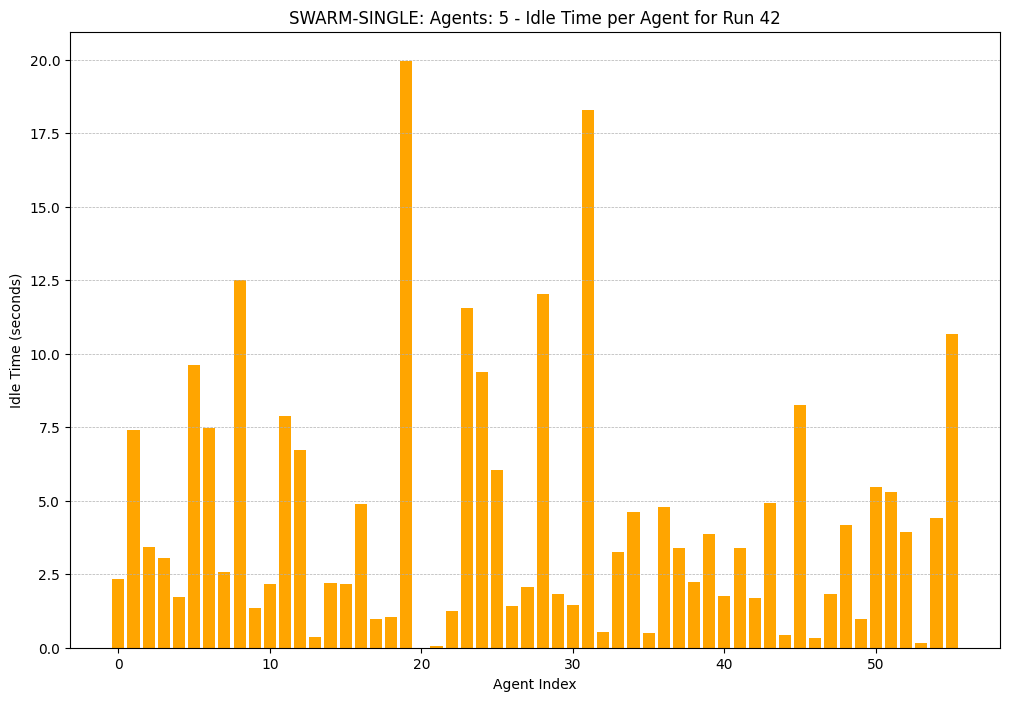 SWARM-SINGLE: Agents: 5 - Idle Time per Agent for Run 42
Idle Time (seconds)
20.0
17.5
15.0
12.5
10.0
7.5
5.0
2.5
0.0
0 10 20 30 40 50
Agent Index